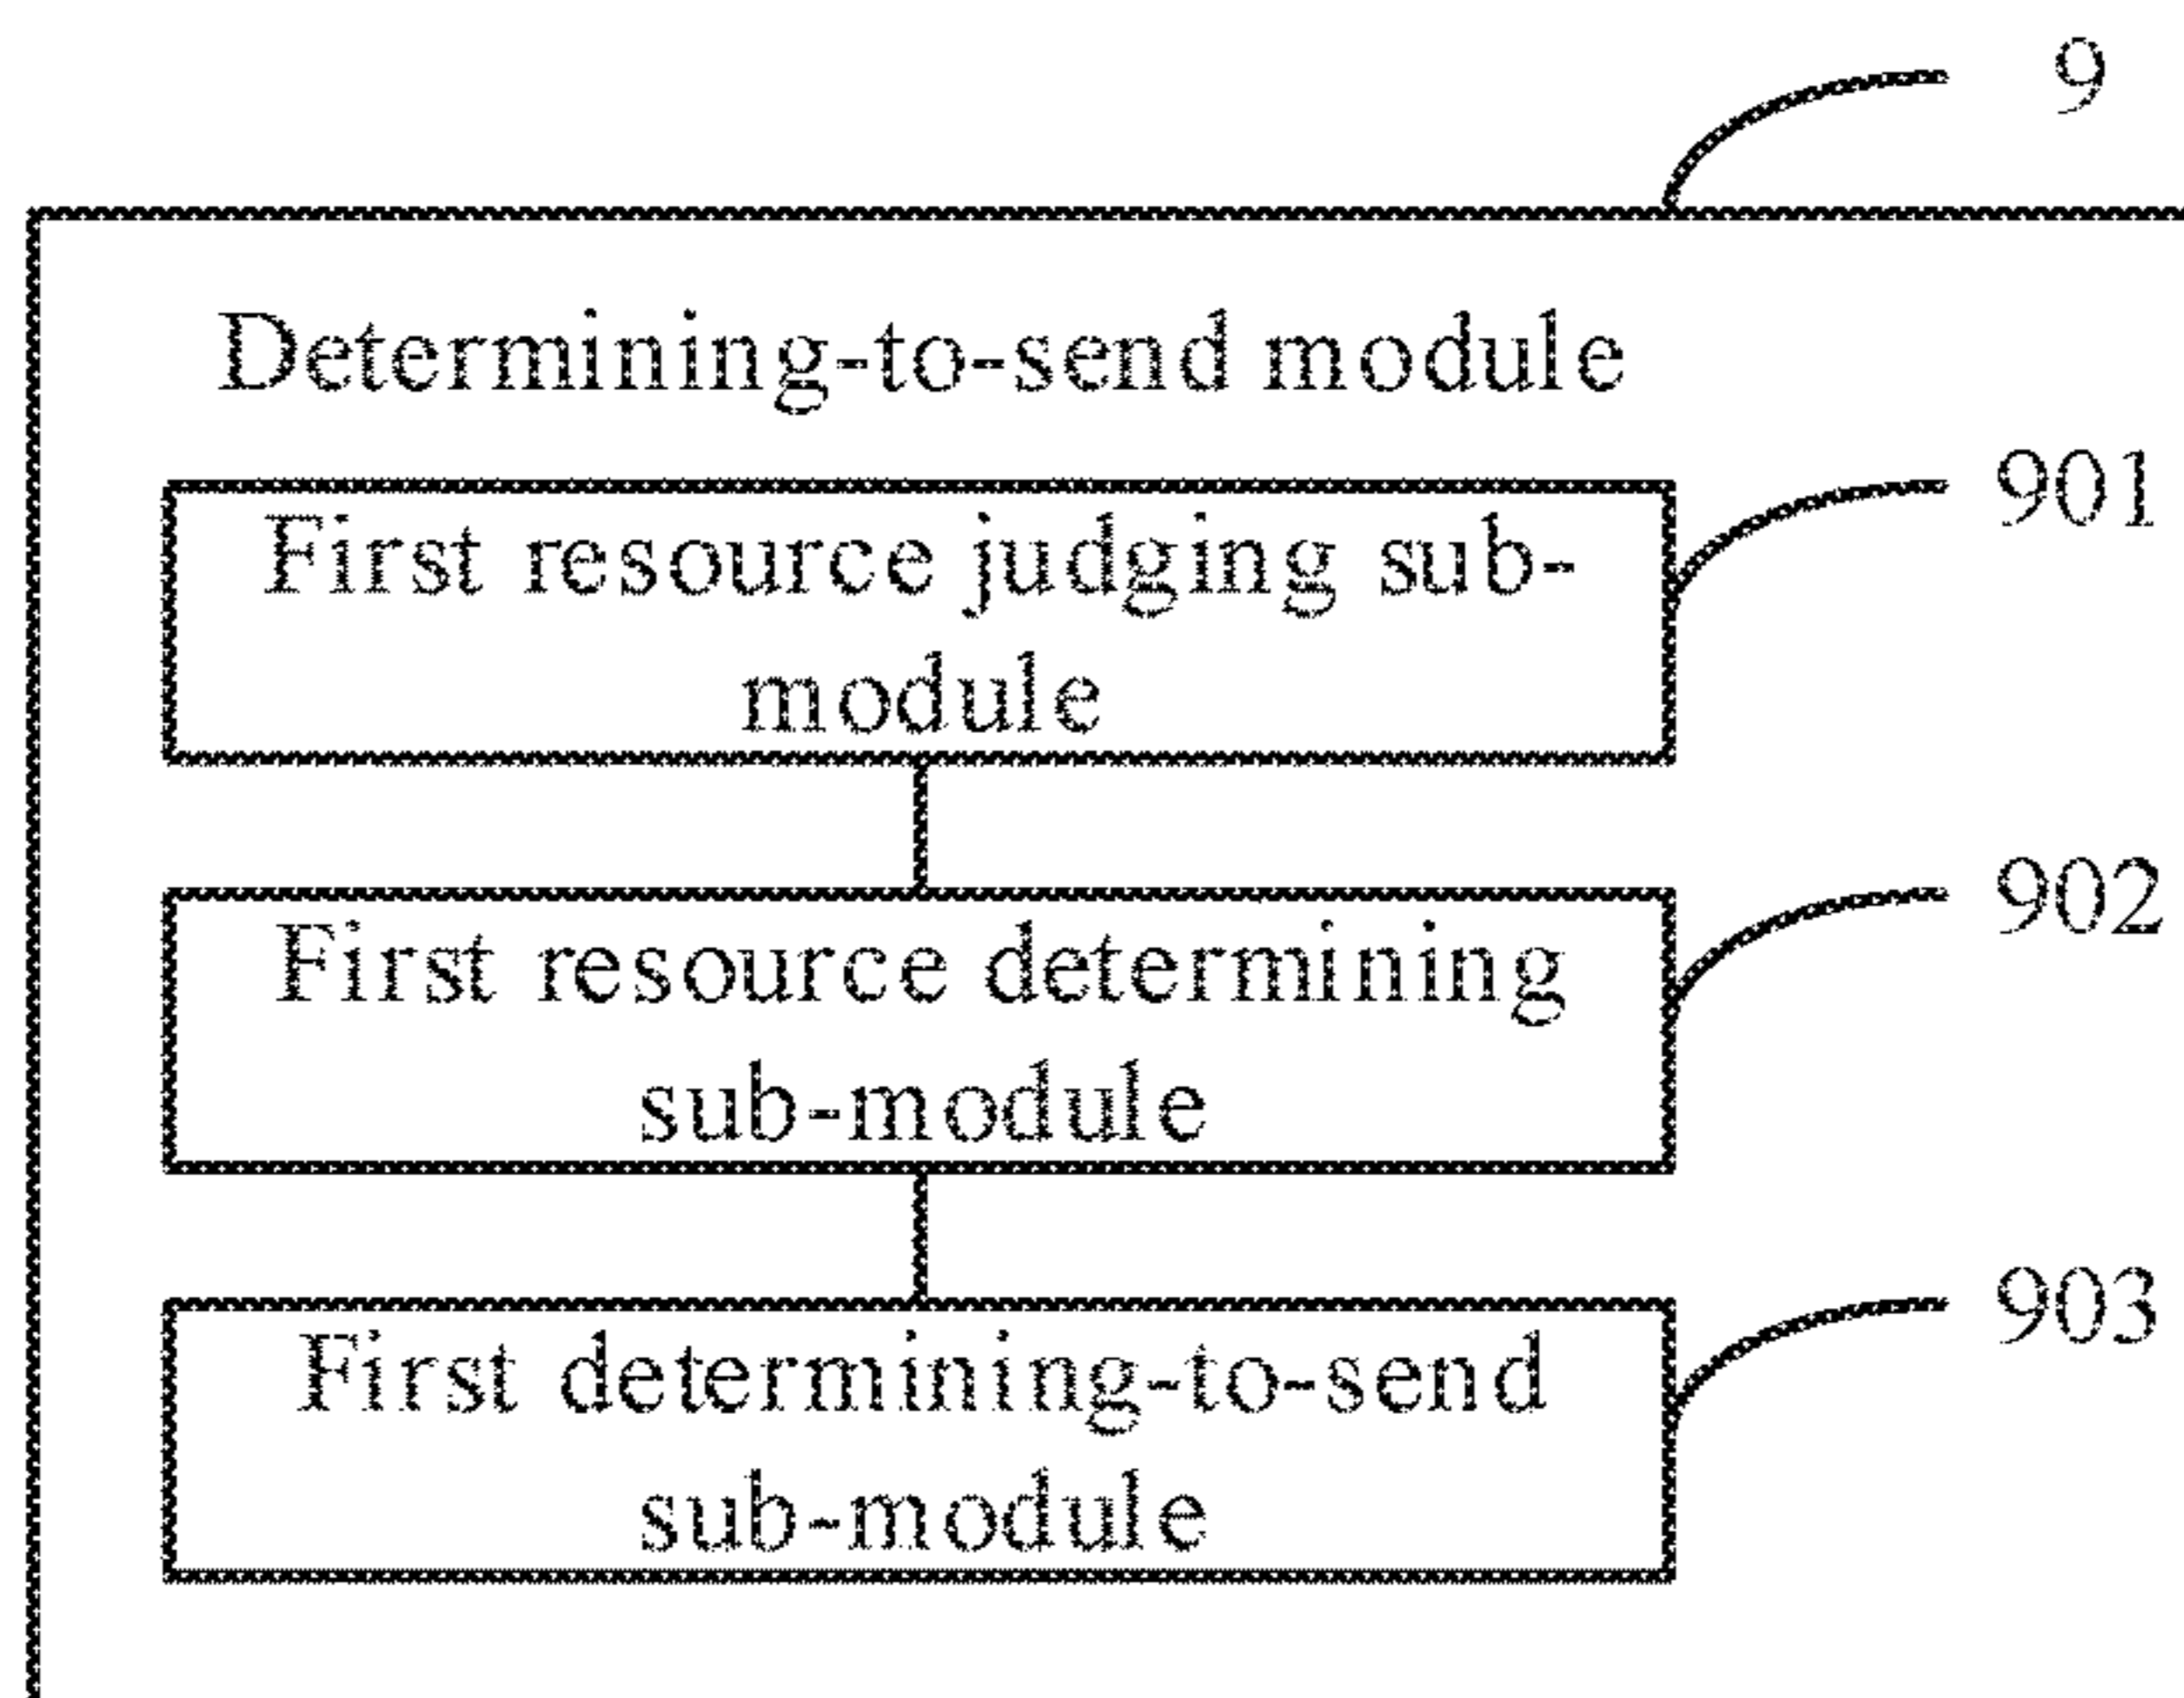 9
Determining-to-send module
901
First resource judging sub-
module
902
First resource determining
sub-module
903
First determining-to-send
sub-module